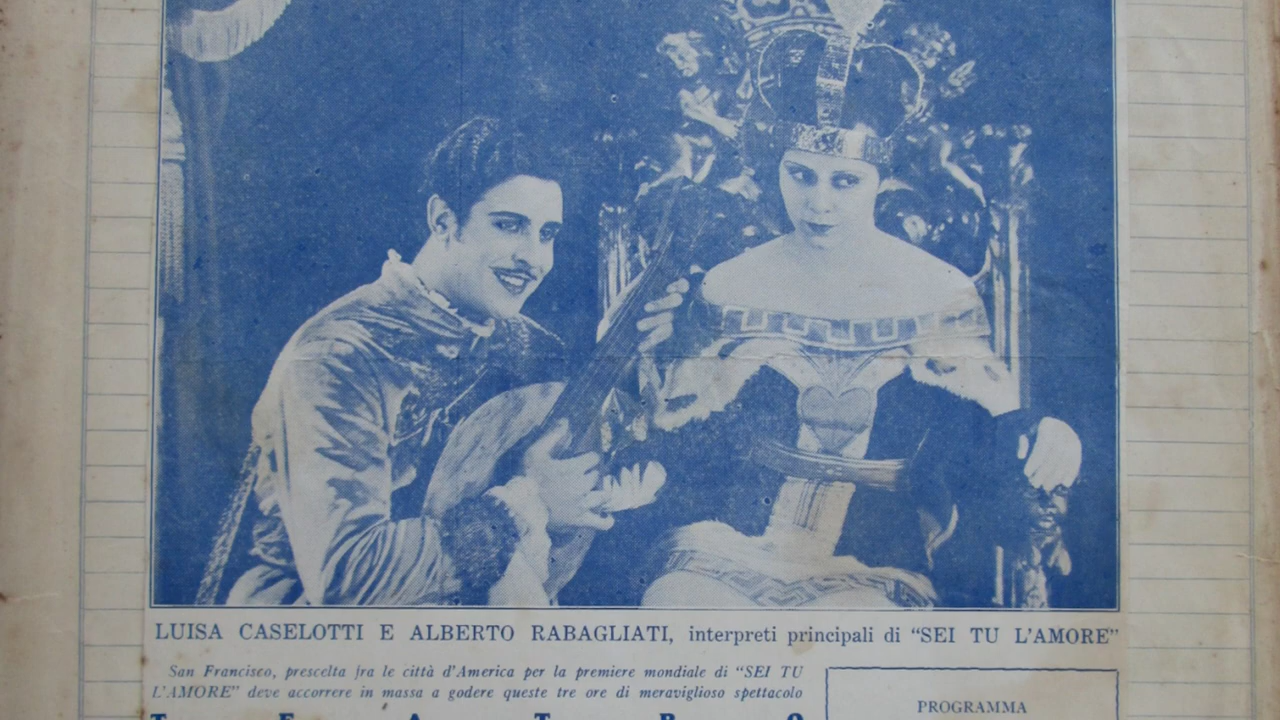 LUISA CASELOTTI E ALBERTO RABAGLIATI, interpreti principali di "SEI TU L'AMORE"
San Francisco, prescelta fra le città d'America per la premiere mondiale di "SEI TU
L'AMORE" deve accorrere in massa a godere queste tre ore di meraviglioso spettacolo
TEATRO
PROGRAMMA